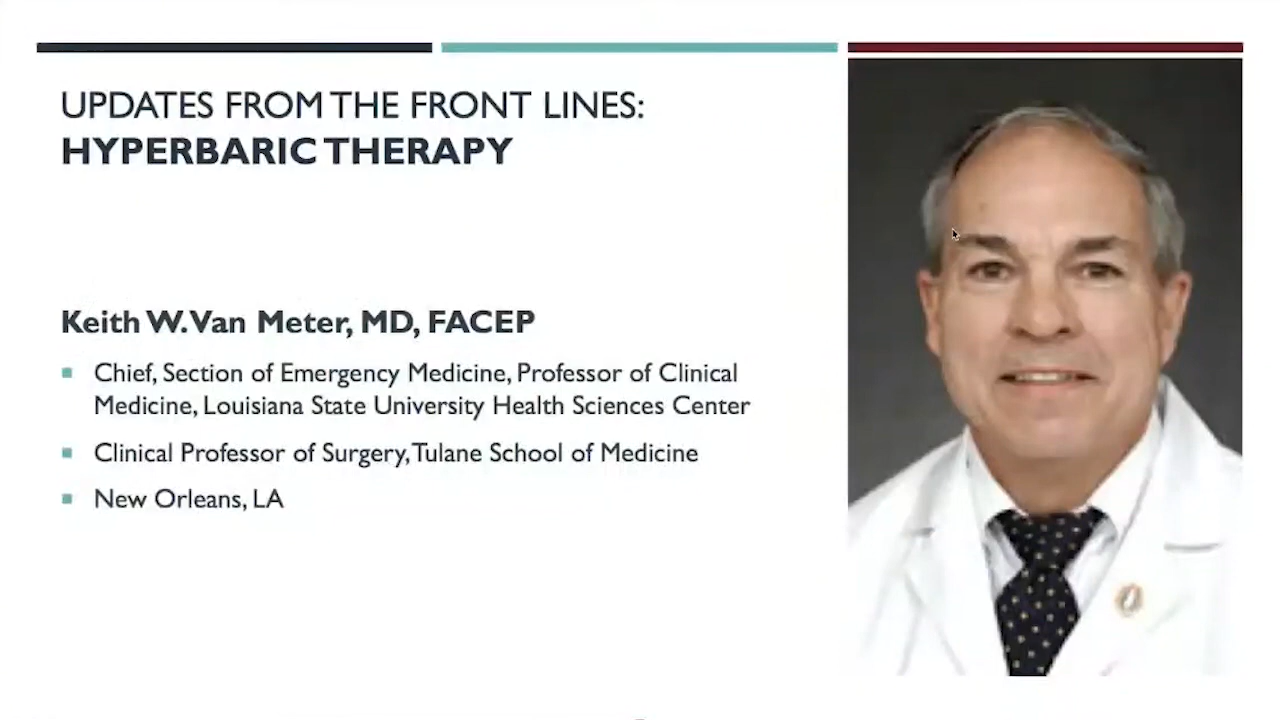 UPDATES FROM THE FRONT LINES:
HYPERBARIC THERAPY
Keith W. Van Meter, MD, FACEP
Chief, Section of Emergency Medicine, Professor of Clinical
Medicine, Louisiana State University Health Sciences Center
Clinical Professor of Surgery, Tulane School of Medicine
New Orleans, LA